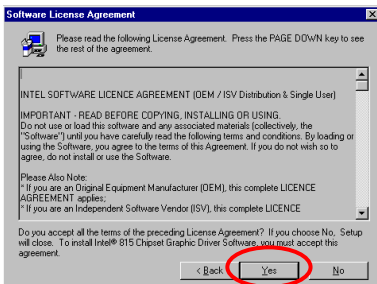 Software License Agreement
Please read the following License Agreement. Press the PAGE DOWN key to see
the rest of the agreement.
INTEL SOFTWARE LICENCE AGREEMENT (OEM / ISV Distribution & Single User)
IMPORTANT - READ BEFORE COPYING, INSTALLING OR USING.
Do not use or load this software and any associated materials (collectively, the
"Software") until you have carefully read the following terms and conditions. By loading or
using the Software, you agree to the terms of this Agreement. If you do not wish to so
agree, do not install or use the Software.
Please Also Note:
* If you are an Original Equipment Manufacturer (OEM), this complete LICENCE
AGREEMENT applies;
* If you are an Independent Software Vendor (ISV), this complete LICENCE
Do you accept all the terms of the preceding License Agreement? If you choose No, Setup
will close. To install Intel® 815 Chipset Graphic Driver Software, you must accept this
agreement.
< Back Yes No